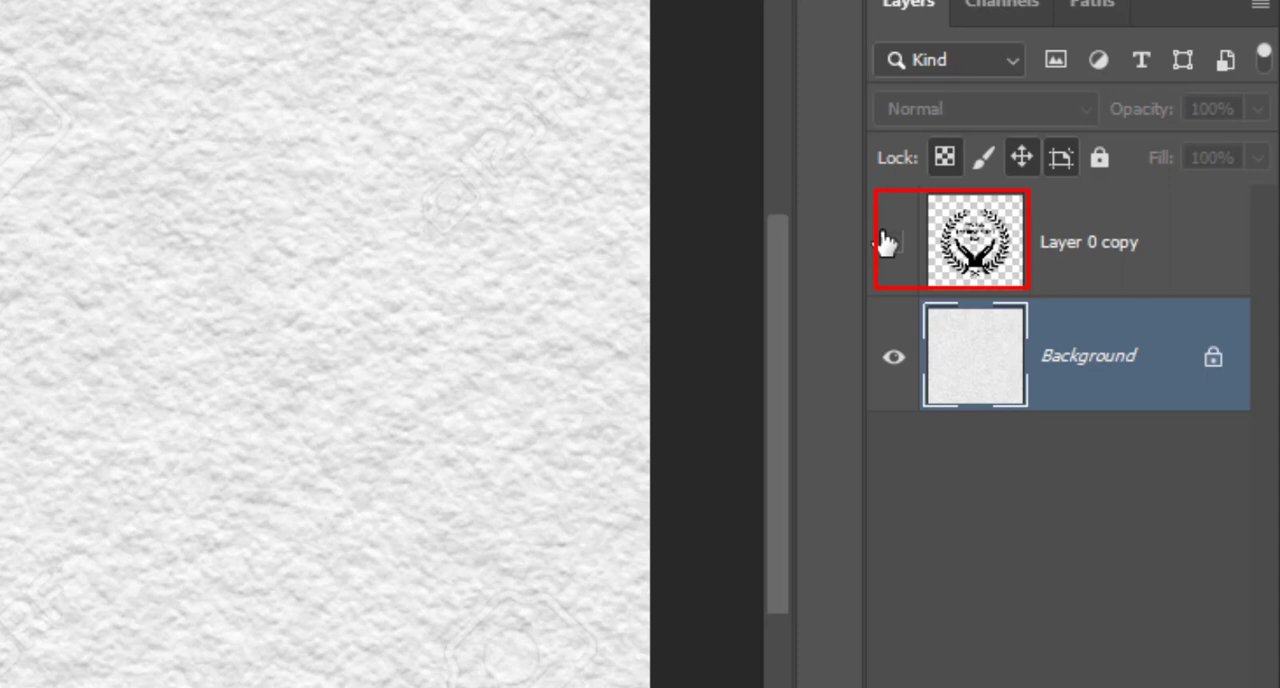 Layers Channels Paths
Kind
T
Normal Opacity: 100%
Lock: Fill: 100%
Layer 0 copy
Background